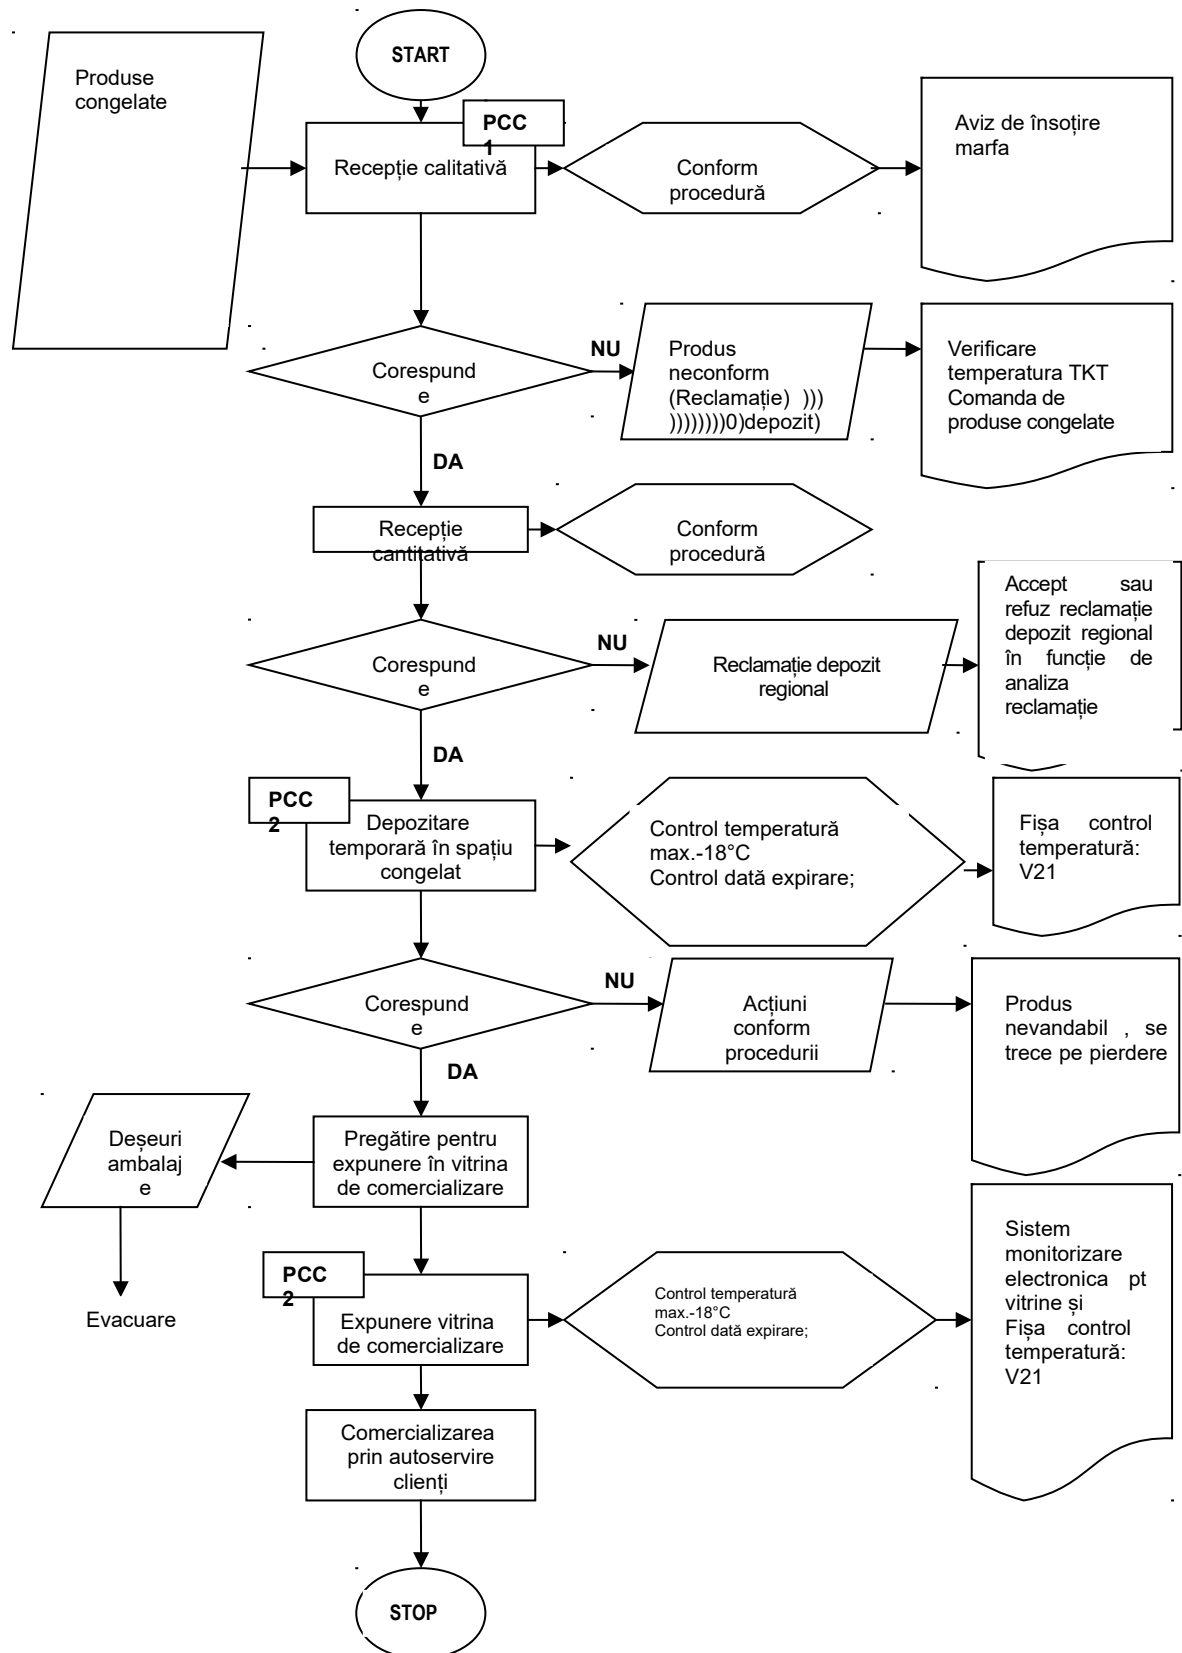 START
Produse
congelate
PCC
1
Recepție calitativă
Conform
procedură
Aviz de însoțire
marfa
Corespund
e
NU
Produs
neconform
(Reclamație) )))
))))))))0)depozit)
Verificare
temperatura TKT
Comanda de
produse congelate
DA
Recepție
cantitativă
Conform
procedură
Corespund
e
NU
Reclamație depozit
regional
Accept sau
refuz reclamație
depozit regional
în funcție de
analiza
reclamație
DA
PCC
2
Depozitare
temporară în spațiu
congelat
Control temperatură
max.-18°C
Control dată expirare;
Fișa control
temperatură:
V21
Corespund
e
NU
Acțiuni
conform
procedurii
Produs
nevandabil , se
trece pe pierdere
DA
Deșeuri
ambalaj
e
Pregătire pentru
expunere în vitrina
de comercializare
Evacuare
PCC
2
Expunere vitrina
de comercializare
Control temperatură
max.-18°C
Control dată expirare;
Sistem
monitorizare
electronica pt
vitrine și
Fișa control
temperatură:
V21
Comercializarea
prin autoservire
clienți
STOP